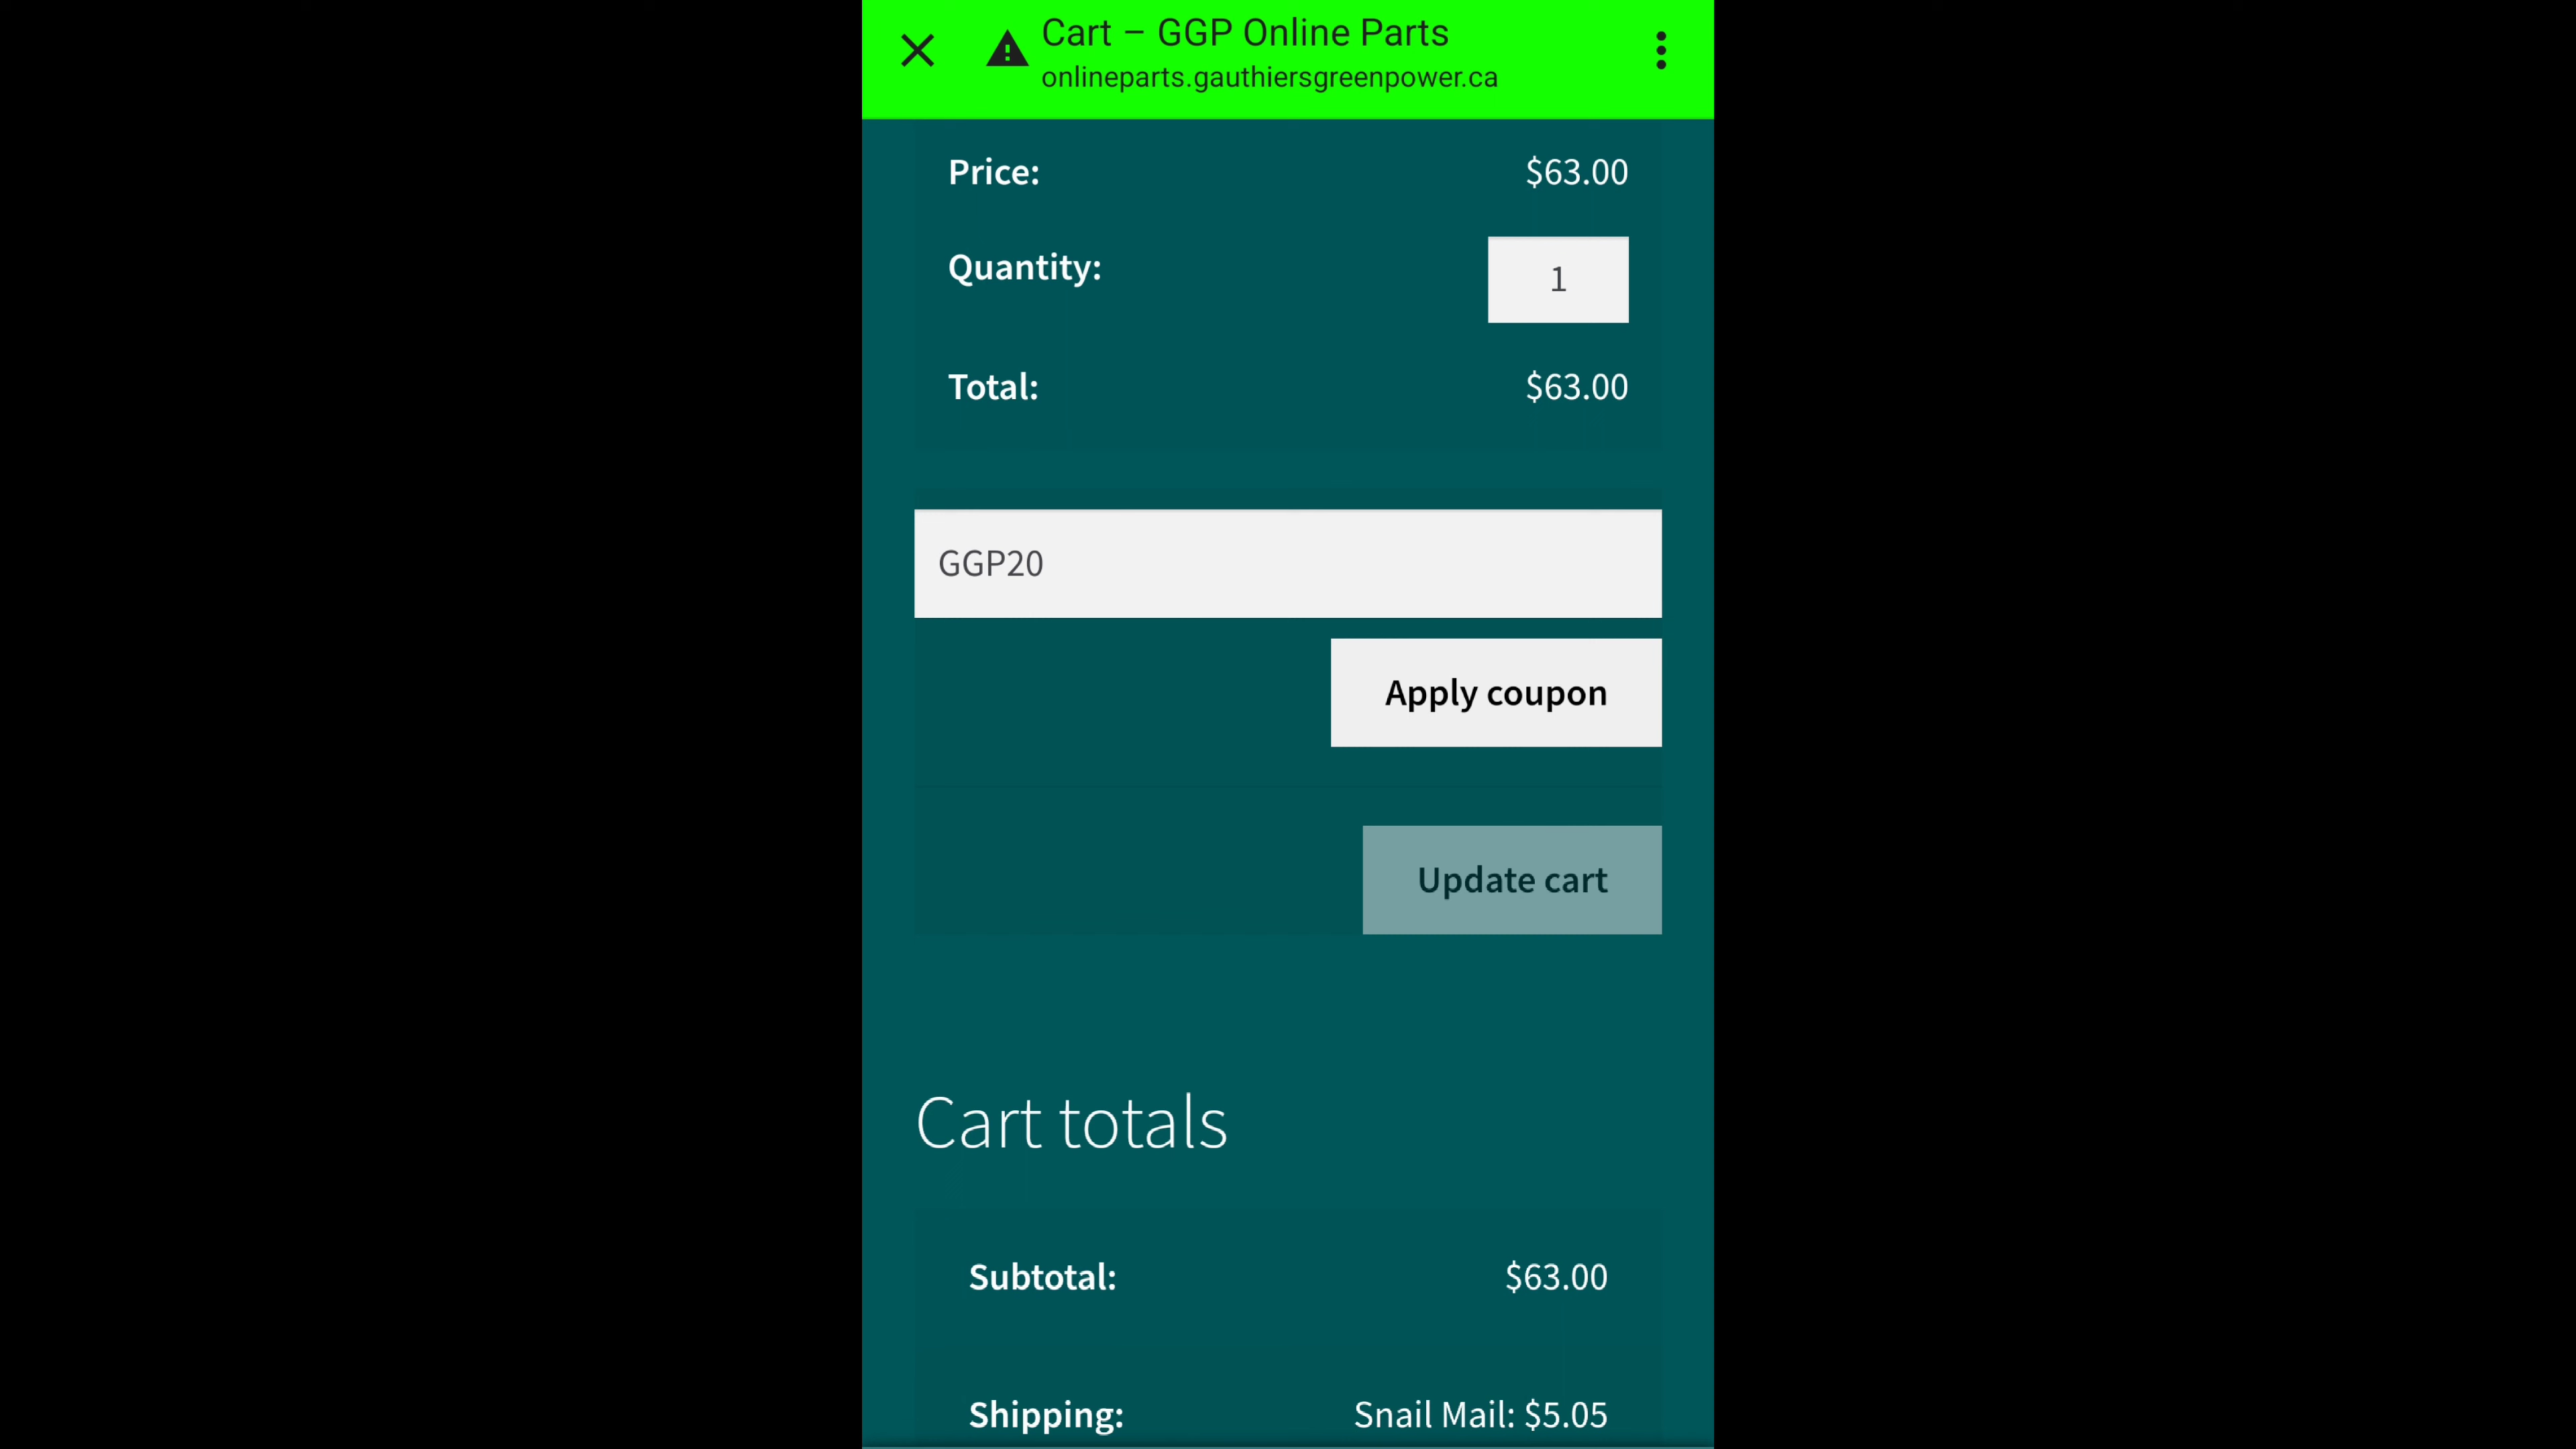 Cart – GGP Online Parts
onlineparts.gauthiersgreenpower.ca
Price: $63.00
Quantity: 1
Total: $63.00
GGP20
Apply coupon
Update cart
Cart totals
Subtotal: $63.00
Shipping: Snail Mail: $5.05